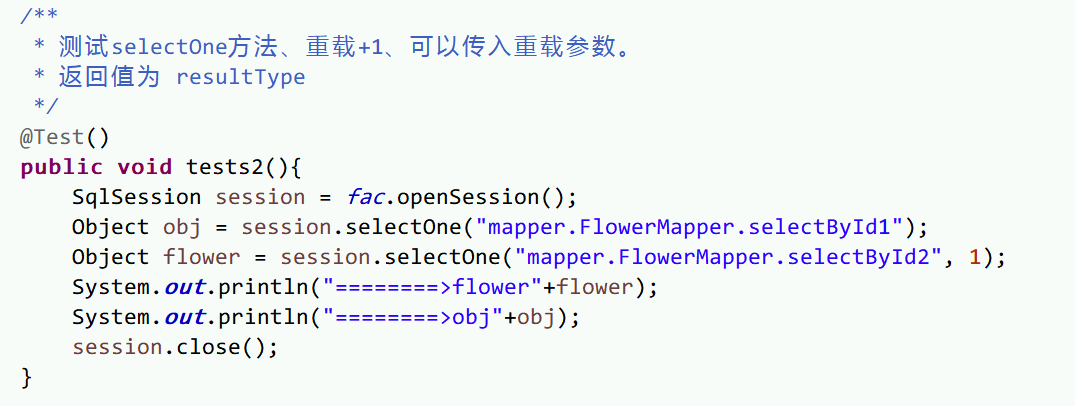 /**
 * 测试selectOne方法、重载+1、可以传入重载参数。
 * 返回值为 resultType
 */
@Test()
public void tests2(){
    SqlSession session = fac.openSession();
    Object obj = session.selectOne("mapper.FlowerMapper.selectById1");
    Object flower = session.selectOne("mapper.FlowerMapper.selectById2", 1);
    System.out.println("========>flower"+flower);
    System.out.println("========>obj"+obj);
    session.close();
}